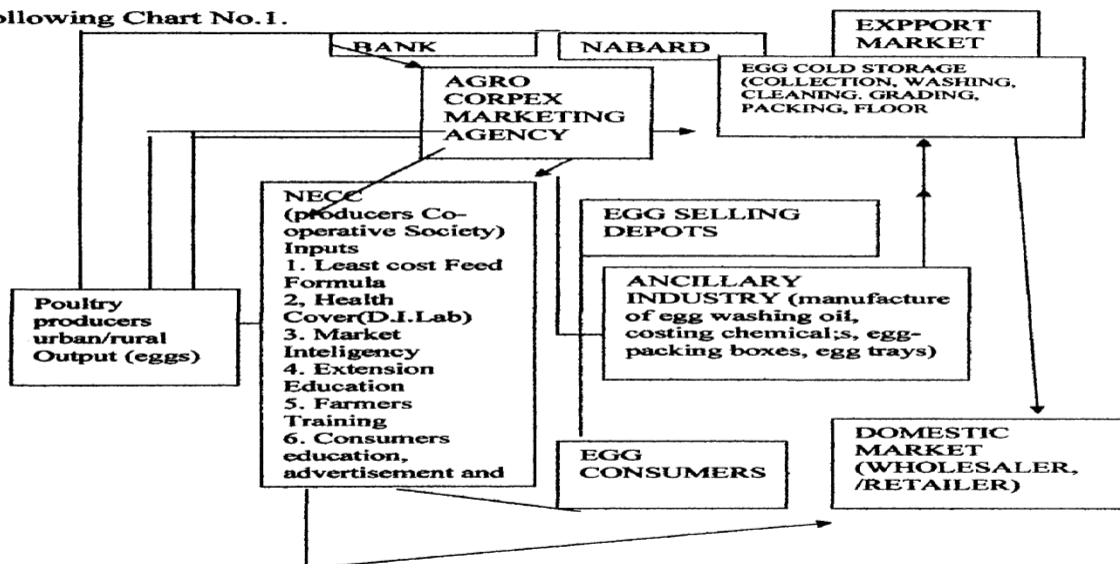 ollowing Chart No.1.
BANK
NABARD
EXPPORT
MARKET
AGRO
CORPEX
MARKETING
AGENCY
EGG COLD STORAGE
(COLLECTION, WASHING,
CLEANING. GRADING,
PACKING, FLOOR
NECC
(producers Co-
operative Society)
Inputs
1. Least cost Feed
Formula
2, Health
Cover(D.I.Lab)
3. Market
Inteligency
4. Extension
Education
5. Farmers
Training
6. Consumers
education,
advertisement and
EGG SELLING
DEPOTS
ANCILLARY
INDUSTRY (manufacture
of egg washing oil,
costing chemical;s, egg-
packing boxes, egg trays)
Poultry
producers
urban/rural
Output (eggs)
EGG
CONSUMERS
DOMESTIC
MARKET
(WHOLESALER,
/RETAILER)